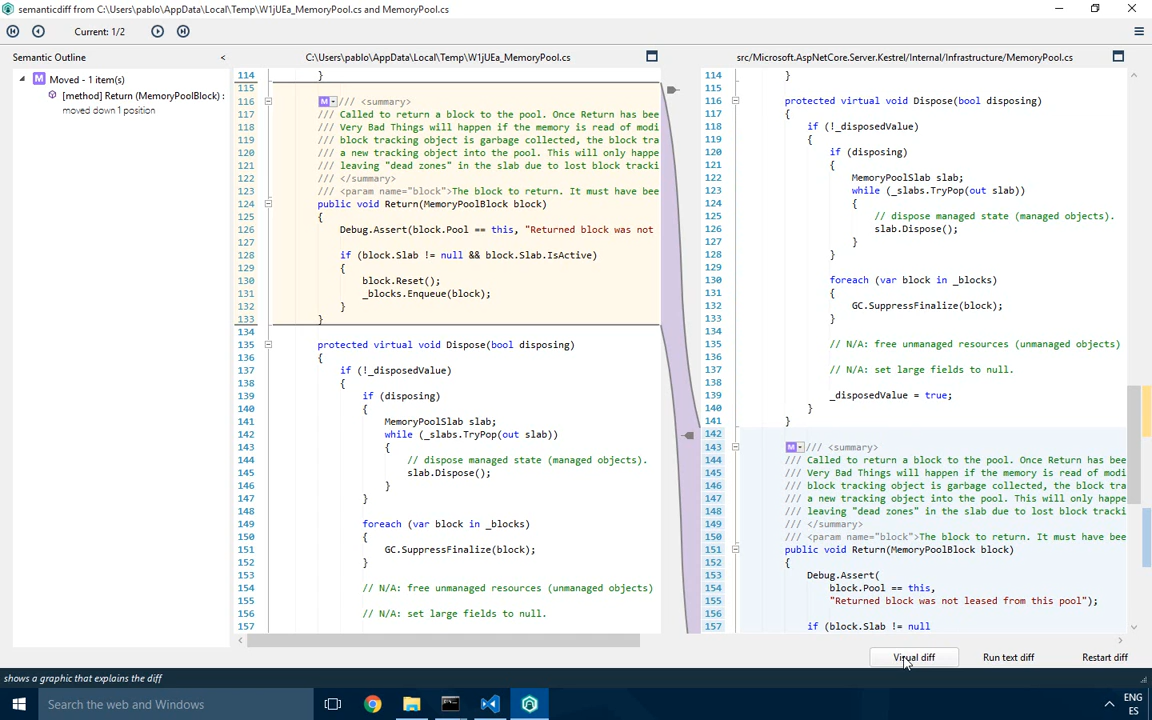 semanticdiff from C:\Users\pablo\AppData\Local\Temp\W1jUEa_MemoryPool.cs and MemoryPool.cs
Current: 1/2
Semantic Outline <
Moved - 1 item(s)
[method] Return (MemoryPoolBlock) :
moved down 1 position
C:\Users\pablo\AppData\Local\Temp\W1jUEa_MemoryPool.cs
114 }
115
116 M /// <summary>
117 /// Called to return a block to the pool. Once Return has bee
118 /// Very Bad Things will happen if the memory is read of modi
119 /// block tracking object is garbage collected, the block tra
120 /// a new tracking object into the pool. This will only happe
121 /// leaving "dead zones" in the slab due to lost block tracki
122 /// </summary>
123 /// <param name="block">The block to return. It must have bee
124 public void Return(MemoryPoolBlock block)
125 {
126 Debug.Assert(block.Pool == this, "Returned block was not
127
128 if (block.Slab != null && block.Slab.IsActive)
129 {
130 block.Reset();
131 _blocks.Enqueue(block);
132 }
133 }
134
135 protected virtual void Dispose(bool disposing)
136 {
137 if (!_disposedValue)
138 {
139 if (disposing)
140 {
141 MemoryPoolSlab slab;
142 while (_slabs.TryPop(out slab))
143 {
144 // dispose managed state (managed objects).
145 slab.Dispose();
146 }
147 }
148
149 foreach (var block in _blocks)
150 {
151 GC.SuppressFinalize(block);
152 }
153
154 // N/A: free unmanaged resources (unmanaged objects)
155
156 // N/A: set large fields to null.
157
src/Microsoft.AspNetCore.Server.Kestrel/Internal/Infrastructure/MemoryPool.cs
114 }
115
116 protected virtual void Dispose(bool disposing)
117 {
118 if (!_disposedValue)
119 {
120 if (disposing)
121 {
122 MemoryPoolSlab slab;
123 while (_slabs.TryPop(out slab))
124 {
125 // dispose managed state (managed objects).
126 slab.Dispose();
127 }
128 }
129
130 foreach (var block in _blocks)
131 {
132 GC.SuppressFinalize(block);
133 }
134
135 // N/A: free unmanaged resources (unmanaged objects)
136
137 // N/A: set large fields to null.
138
139 _disposedValue = true;
140 }
141 }
142
143 M /// <summary>
144 /// Called to return a block to the pool. Once Return has bee
145 /// Very Bad Things will happen if the memory is read of modi
146 /// block tracking object is garbage collected, the block tra
147 /// a new tracking object into the pool. This will only happe
148 /// leaving "dead zones" in the slab due to lost block tracki
149 /// </summary>
150 /// <param name="block">The block to return. It must have bee
151 public void Return(MemoryPoolBlock block)
152 {
153 Debug.Assert(
154 block.Pool == this,
155 "Returned block was not leased from this pool");
156
157 if (block.Slab != null
Visual diff
Run text diff
Restart diff
shows a graphic that explains the diff
Search the web and Windows
ENG
ES